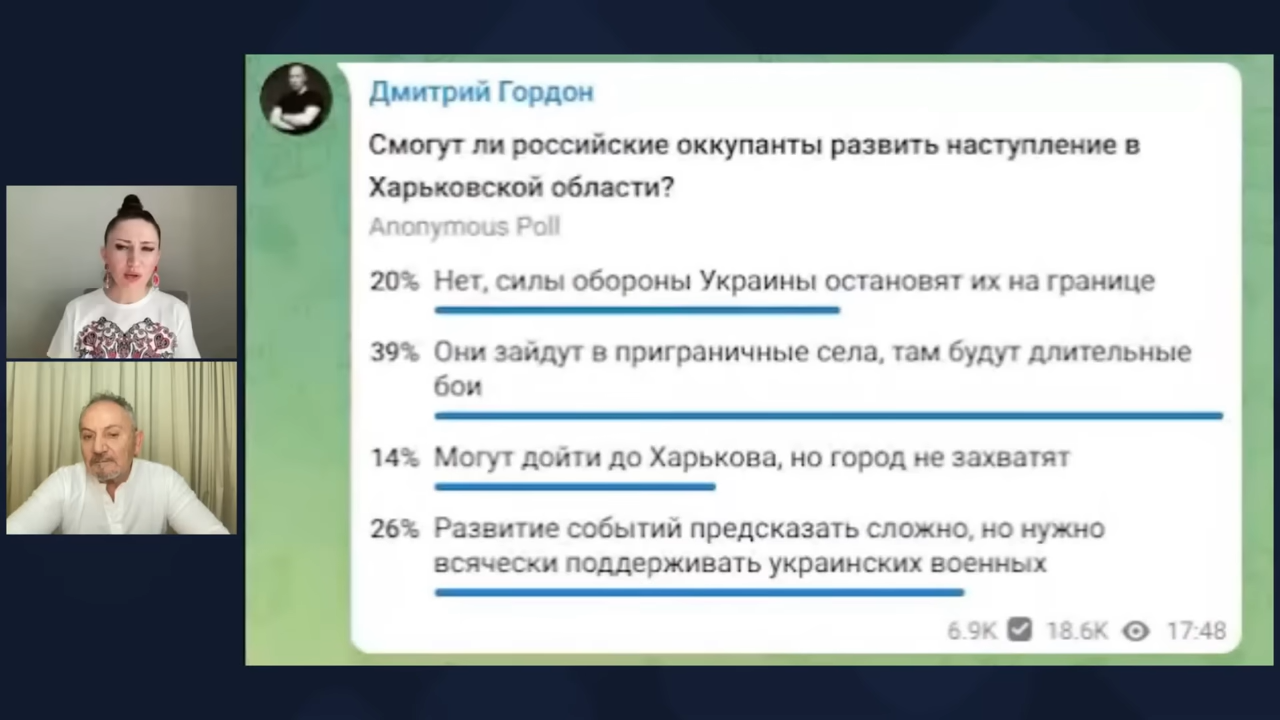 Дмитрий Гордон
Смогут ли российские оккупанты развить наступление в
Харьковской области?
Anonymous Poll
20% Нет, силы обороны Украины остановят их на границе
39% Они зайдут в приграничные села, там будут длительные
бои
14% Могут дойти до Харькова, но город не захватят
26% Развитие событий предсказать сложно, но нужно
всячески поддерживать украинских военных
6.9K 18.6K 17:48